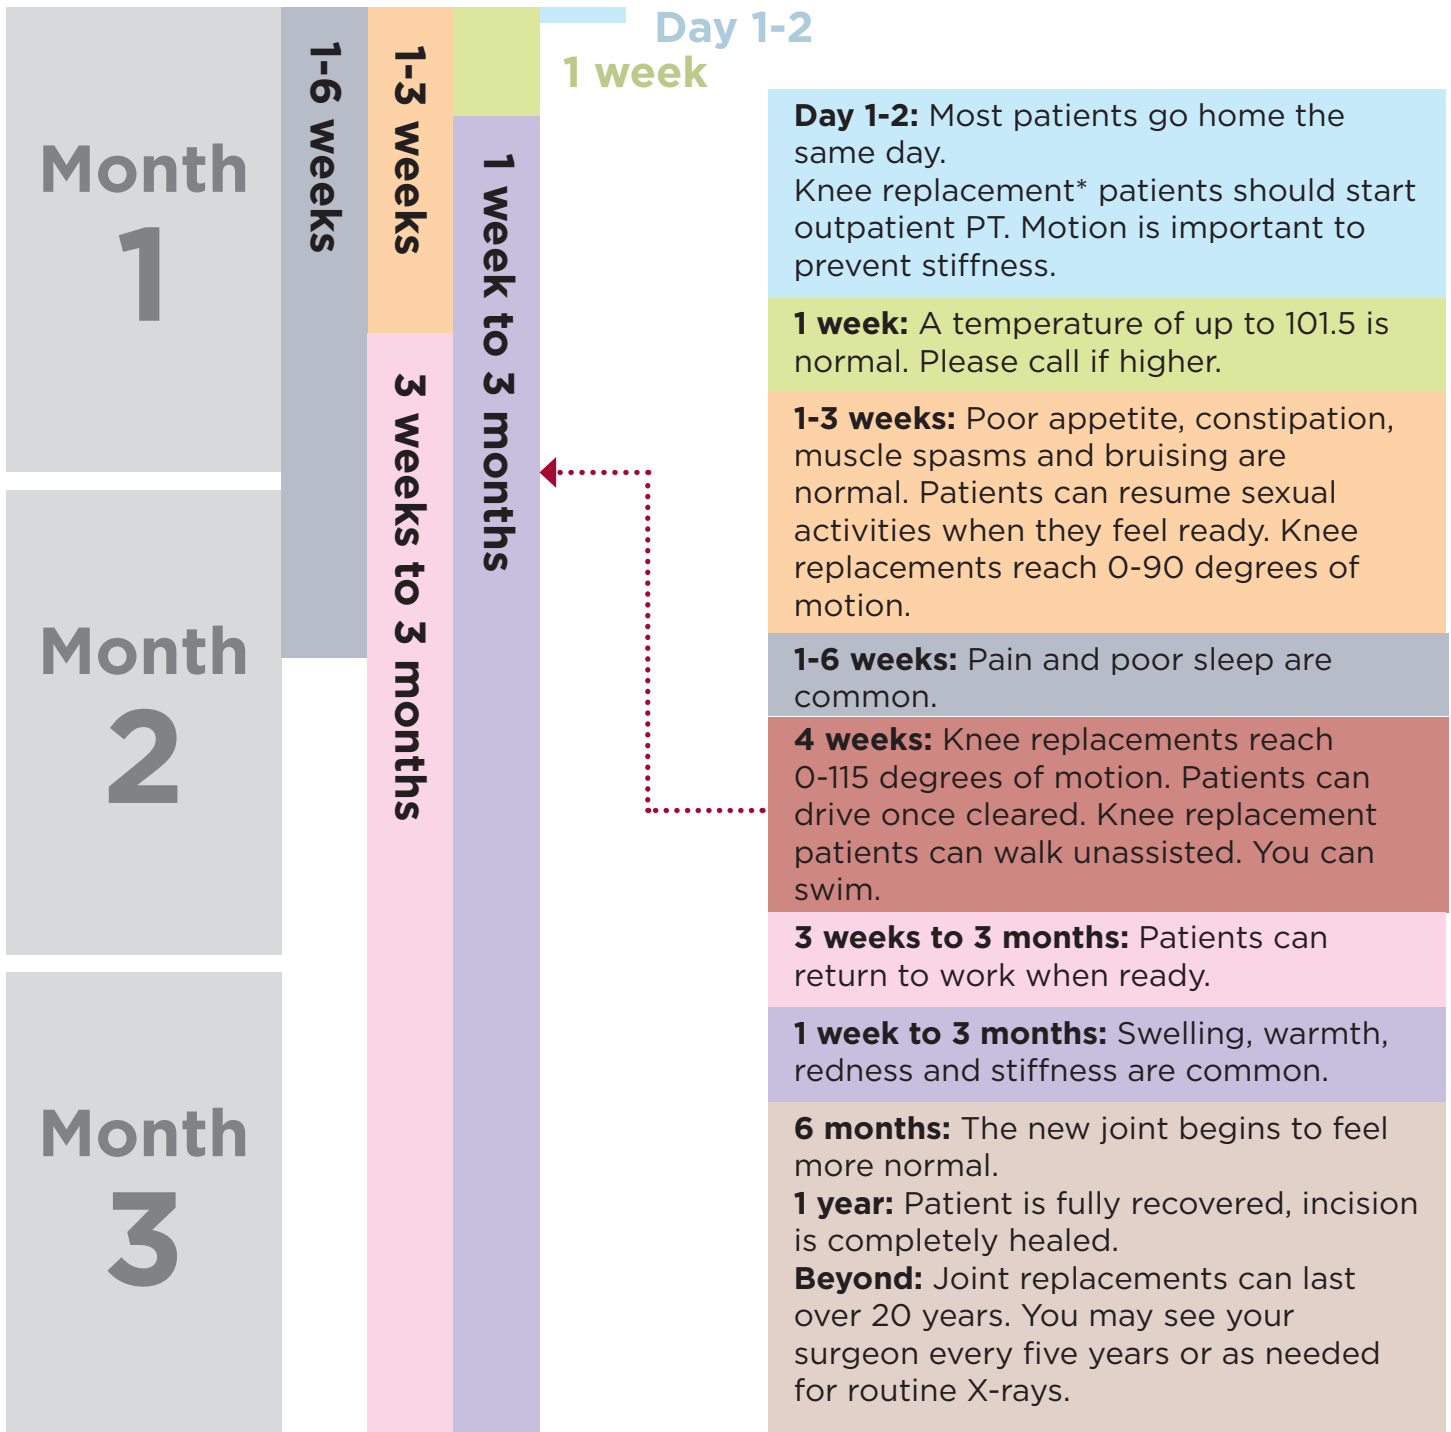 Month
1
Month
2
Month
3
1-6 weeks
1-3 weeks
3 weeks to 3 months
1 week to 3 months
Day 1-2
1 week
Day 1-2: Most patients go home the
same day.
Knee replacement* patients should start
outpatient PT. Motion is important to
prevent stiffness.
1 week: A temperature of up to 101.5 is
normal. Please call if higher.
1-3 weeks: Poor appetite, constipation,
muscle spasms and bruising are
normal. Patients can resume sexual
activities when they feel ready. Knee
replacements reach 0-90 degrees of
motion.
1-6 weeks: Pain and poor sleep are
common.
4 weeks: Knee replacements reach
0-115 degrees of motion. Patients can
drive once cleared. Knee replacement
patients can walk unassisted. You can
swim.
3 weeks to 3 months: Patients can
return to work when ready.
1 week to 3 months: Swelling, warmth,
redness and stiffness are common.
6 months: The new joint begins to feel
more normal.
1 year: Patient is fully recovered, incision
is completely healed.
Beyond: Joint replacements can last
over 20 years. You may see your
surgeon every five years or as needed
for routine X-rays.